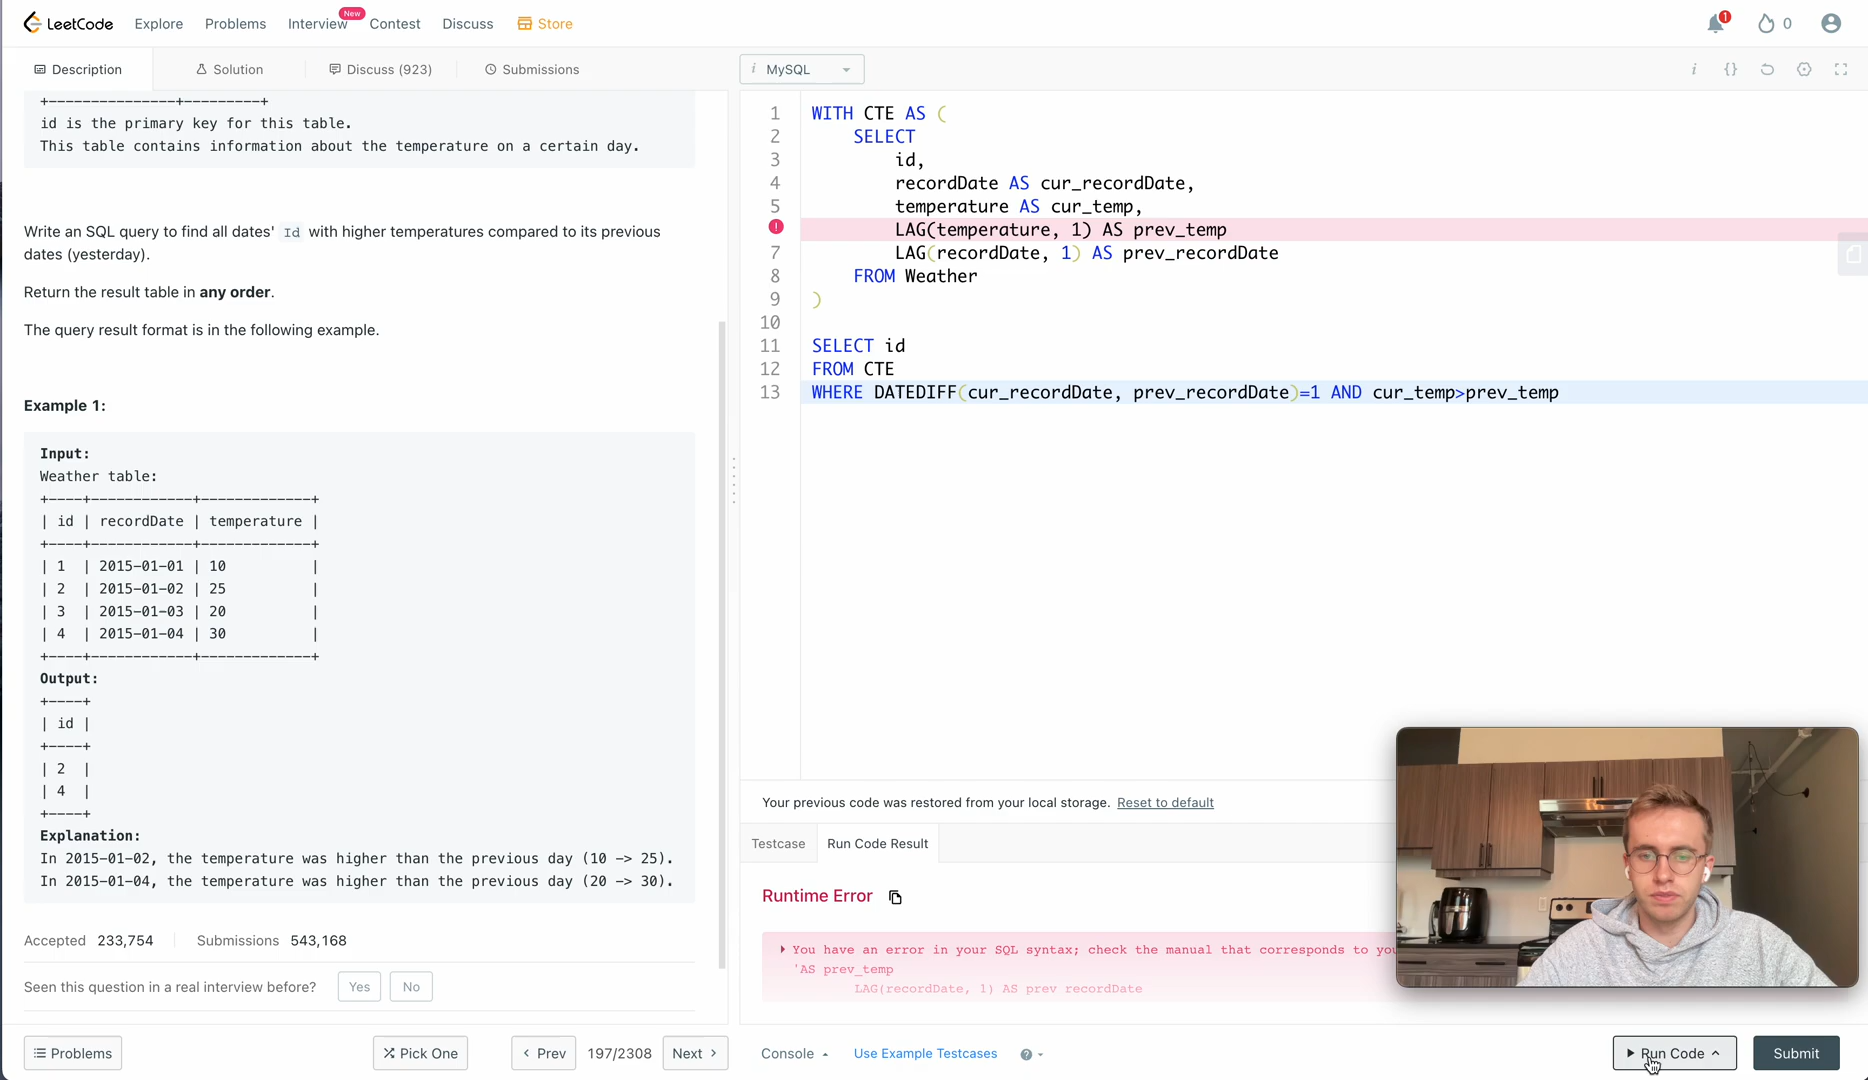 LeetCode Explore Problems Interview New Contest Discuss Store 1 0
Description Solution Discuss (923) Submissions
i MySQL i {}
+---------------+---------+
id is the primary key for this table.
This table contains information about the temperature on a certain day.
Write an SQL query to find all dates' Id with higher temperatures compared to its previous
dates (yesterday).
Return the result table in any order.
The query result format is in the following example.
Example 1:
Input:
Weather table:
+----+------------+-------------+
| id | recordDate | temperature |
+----+------------+-------------+
| 1 | 2015-01-01 | 10 |
| 2 | 2015-01-02 | 25 |
| 3 | 2015-01-03 | 20 |
| 4 | 2015-01-04 | 30 |
+----+------------+-------------+
Output:
+----+
| id |
+----+
| 2 |
| 4 |
+----+
Explanation:
In 2015-01-02, the temperature was higher than the previous day (10 -> 25).
In 2015-01-04, the temperature was higher than the previous day (20 -> 30).
Accepted 233,754 Submissions 543,168
Seen this question in a real interview before? Yes No
Problems Pick One < Prev 197/2308 Next >
1 WITH CTE AS (
2 SELECT
3 id,
4 recordDate AS cur_recordDate,
5 temperature AS cur_temp,
! LAG(temperature, 1) AS prev_temp
7 LAG(recordDate, 1) AS prev_recordDate
8 FROM Weather
9 )
10
11 SELECT id
12 FROM CTE
13 WHERE DATEDIFF(cur_recordDate, prev_recordDate)=1 AND cur_temp>prev_temp
Your previous code was restored from your local storage. Reset to default
Testcase Run Code Result
Runtime Error
You have an error in your SQL syntax; check the manual that corresponds to
'AS prev_temp
LAG(recordDate, 1) AS prev_recordDate
Console Use Example Testcases ? Run Code Submit